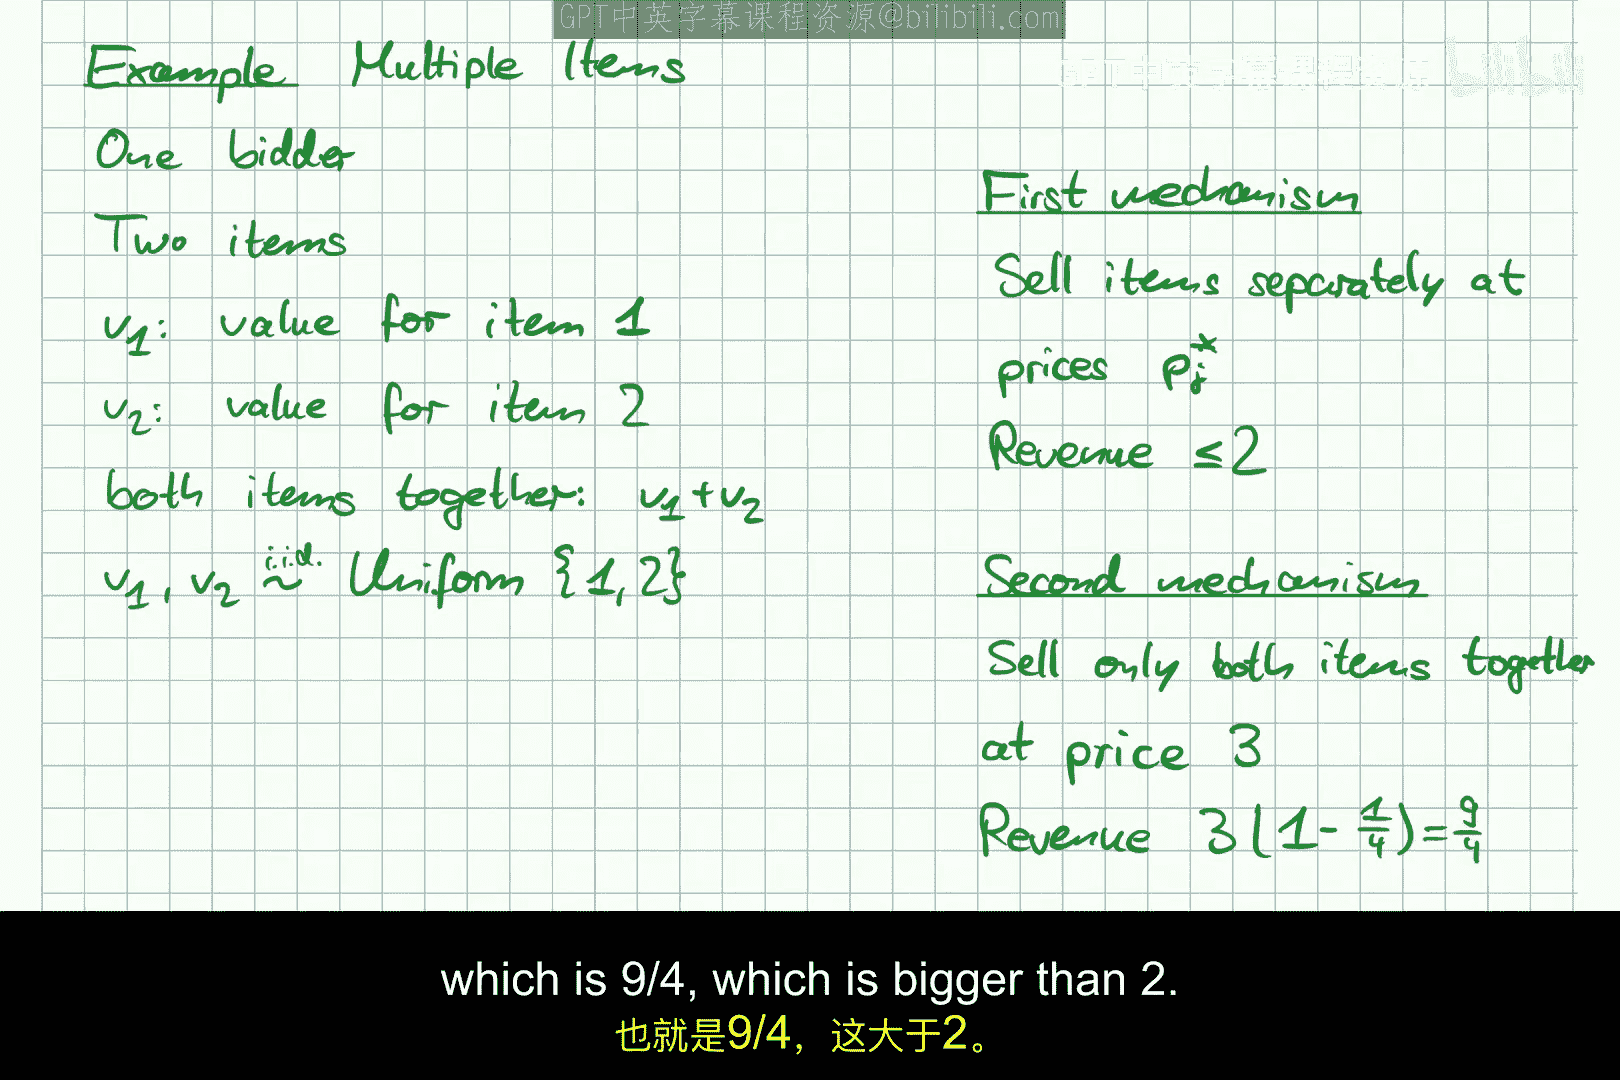 GPT中英字幕课程资源@bilibili.com
Example Multiple Items
One bidder
Two items
v₁: value for item 1
v₂: value for item 2
both items together: v₁+v₂
v₁, v₂ i.i.d. ~ Uniform {1,2}
First mechanism
Sell items separately at
prices pⱼ*
Revenue ≤2
Second mechanism
Sell only both items together
at price 3
Revenue 3(1-1/4)=9/4
which is 9/4, which is bigger than 2.
也就是9/4，这大于2。